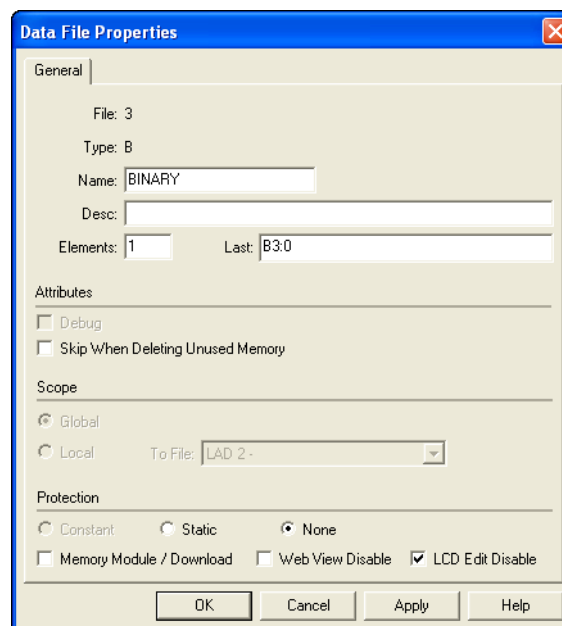 Data File Properties
General
File: 3
Type: B
Name: BINARY
Desc:
Elements: 1 Last: B3:0
Attributes
Debug
Skip When Deleting Unused Memory
Scope
Global
Local To File: LAD 2 -
Protection
Constant Static None
Memory Module / Download Web View Disable LCD Edit Disable
OK Cancel Apply Help